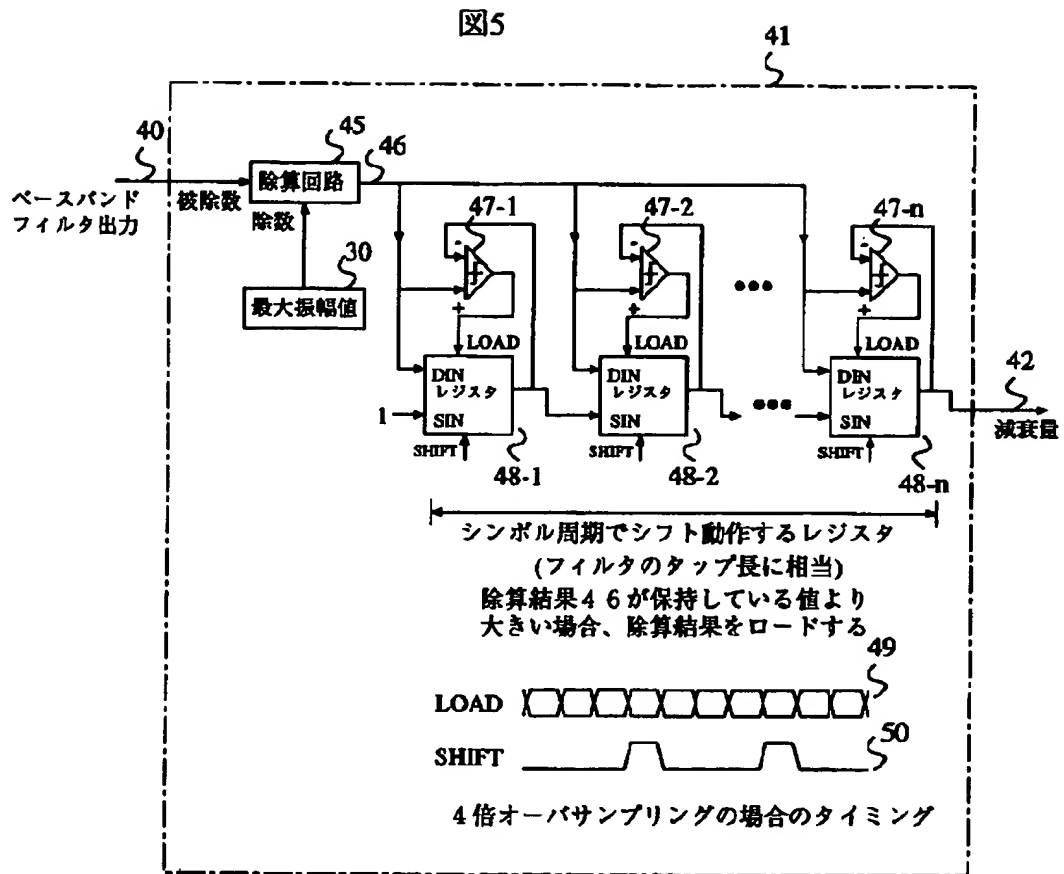 図5
41
40
45
46
ベースバンド
フィルタ出力
被除数
除算回路
除数
30
最大振幅値
47-1
47-2
47-n
-
-
-
+
+
+
LOAD
LOAD
LOAD
DIN
レジスタ
SIN
DIN
レジスタ
SIN
DIN
レジスタ
SIN
1
SHIFT
SHIFT
SHIFT
48-1
48-2
48-n
42
減衰量
シンボル周期でシフト動作するレジスタ
(フィルタのタップ長に相当)
除算結果46が保持している値より
大きい場合、除算結果をロードする
LOAD
49
SHIFT
50
4倍オーバサンプリングの場合のタイミング